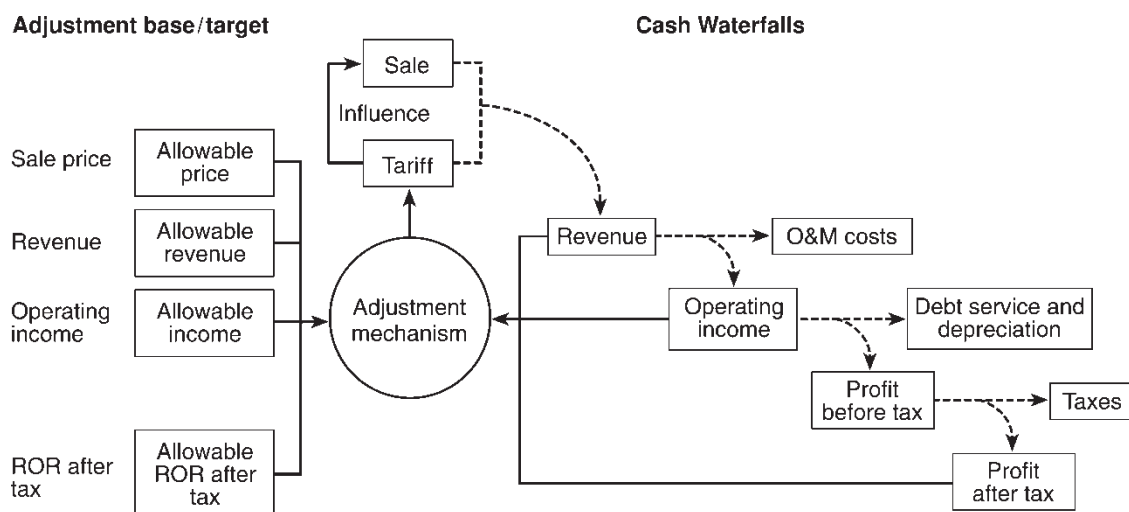 Adjustment base/target
Cash Waterfalls
Sale
Influence
Tariff
Sale price
Allowable
price
Revenue
Allowable
revenue
Operating
income
Allowable
income
ROR after
tax
Allowable
ROR after
tax
Adjustment
mechanism
Revenue
O&M costs
Operating
income
Debt service and
depreciation
Profit
before tax
Taxes
Profit
after tax